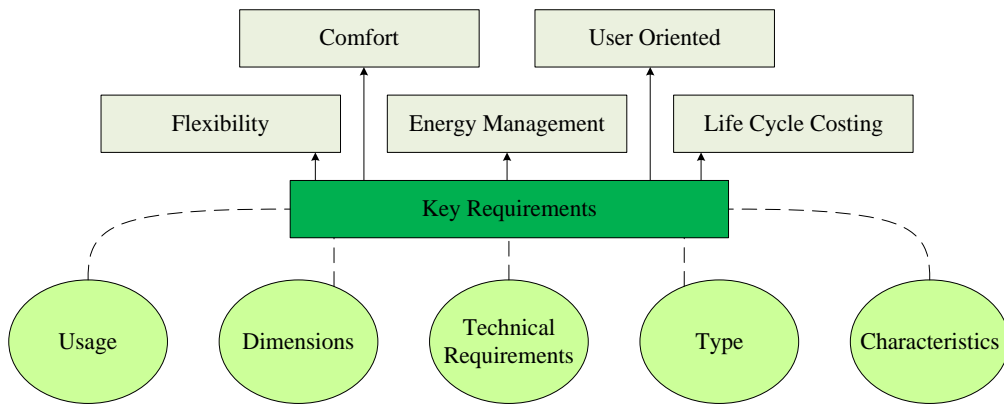 Comfort
User Oriented
Flexibility
Energy Management
Life Cycle Costing
Key Requirements
Usage
Dimensions
Technical
Requirements
Type
Characteristics